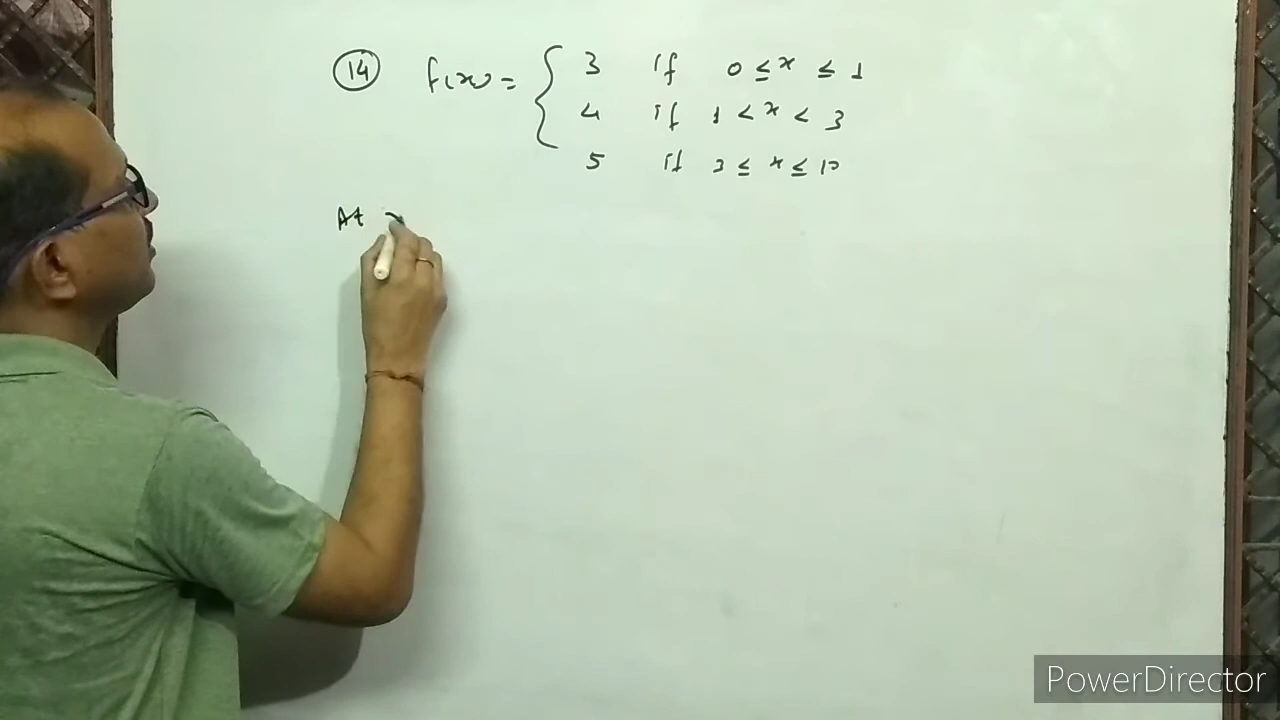 14 f(x) = { 3 if 0 ≤ x ≤ 1
4 if 1 < x < 3
5 if 3 ≤ x ≤ 10
At
PowerDirector